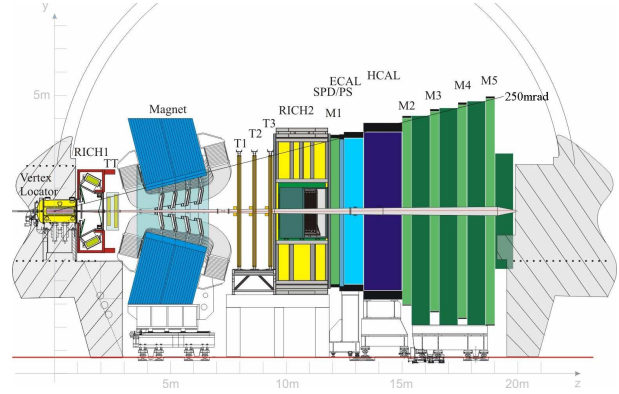 y
5m
Vertex
Locator
RICH1
TT
Magnet
T1
T2
T3
RICH2
M1
SPD/PS
ECAL
HCAL
M2
M3
M4
M5
250mrad
5m
10m
15m
20m
z